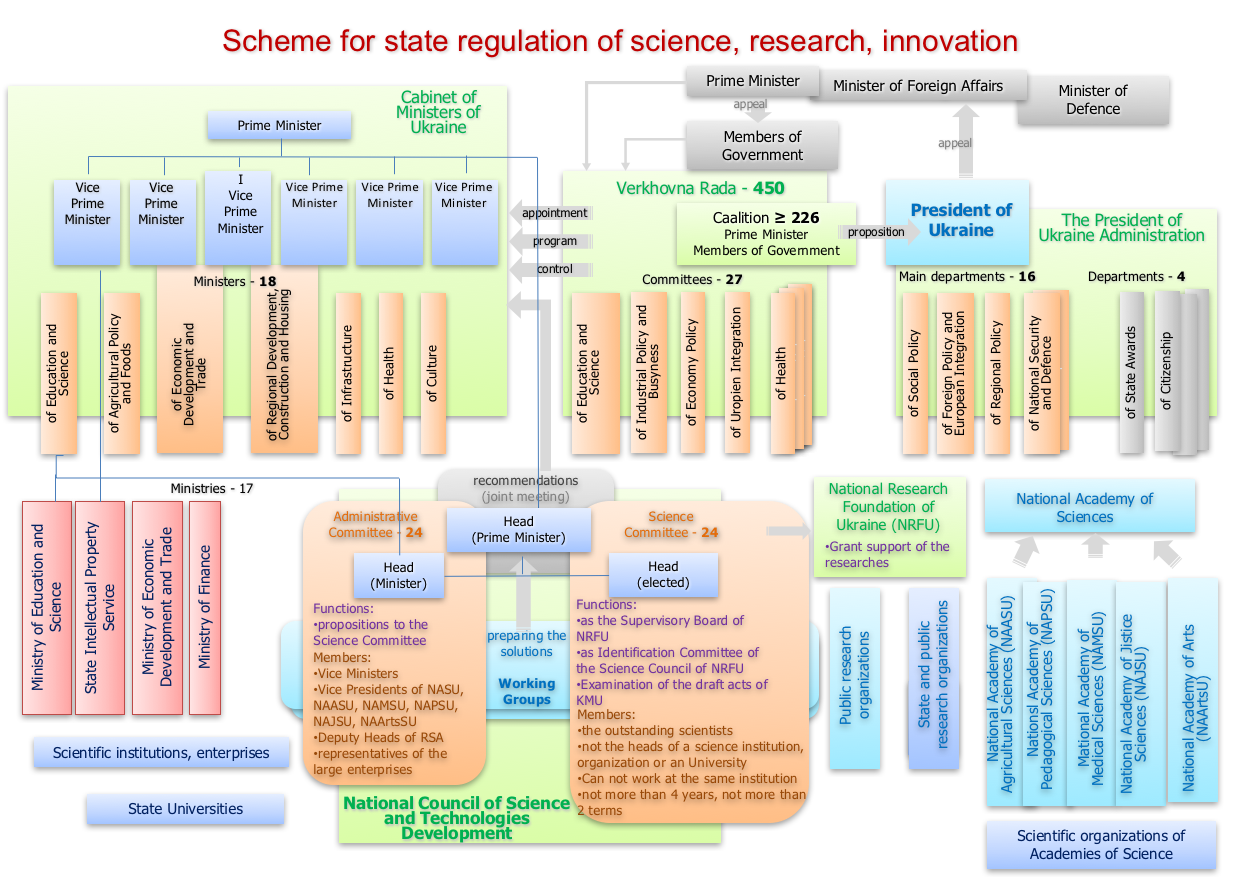 Scheme for state regulation of science, research, innovation
Cabinet of
Ministers of
Ukraine
Prime Minister
Vice
Prime
Minister
Vice
Prime
Minister
I
Vice
Prime
Minister
Vice Prime
Minister
Vice Prime
Minister
Vice Prime
Minister
Ministers - 18
of Education and
Science
of Agricultural Policy
and Foods
of Economic
Development and
Trade
of Regional Development,
Construction and Housing
of Infrastructure
of Health
of Culture
Prime Minister
Minister of Foreign Affairs
Minister of
Defence
appeal
Members of
Government
appeal
Verkhovna Rada - 450
Coalition ≥ 226
Prime Minister
Members of Government
appointment
program
control
proposition
Committees - 27
of Education and
Science
of Industrial Policy and
Busyness
of Economy Policy
of Uropien Integration
of Health
President of
Ukraine
The President of
Ukraine Administration
Main departments - 16
Departments - 4
of Social Policy
of Foreign Policy and
European Integration
of Regional Policy
of National Security
and Defence
of State Awards
of Citizenship
Ministries - 17
Ministry of Education and
Science
State Intellectual Property
Service
Ministry of Economic
Development and Trade
Ministry of Finance
Scientific institutions, enterprises
State Universities
recommendations
(joint meeting)
Administrative
Committee - 24
Head
(Prime Minister)
Science
Committee - 24
Head
(Minister)
Head
(elected)
Functions:
•propositions to the
Science Committee
Members:
•Vice Ministers
•Vice Presidents of NASU,
NAASU, NAMSU, NAPSU,
NAJSU, NAArtsSU
•Deputy Heads of RSA
•representatives of the
large enterprises
preparing the
solutions
Working
Groups
Functions:
•as the Supervisory Board of
NRFU
•as Identification Committee of
the Science Council of NRFU
•Examination of the draft acts of
KMU
Members:
•the outstanding scientists
•not the heads of a science institution,
organization or an University
•Can not work at the same institution
•not more than 4 years, not more than
2 terms
National Council of Science
and Technologies
Development
National Research
Foundation of
Ukraine (NRFU)
•Grant support of the
researches
Public research
organizations
State and public
research organizations
National Academy of
Sciences
National Academy of
Agricultural Sciences (NAASU)
National Academy of
Pedagogical Sciences (NAPSU)
Mational Academy of
Medical Sciences (NAMSU)
National Academy of Jistice
Sciences (NAJSU)
National Academy of Arts
(NAArtsU)
Scientific organizations of
Academies of Science